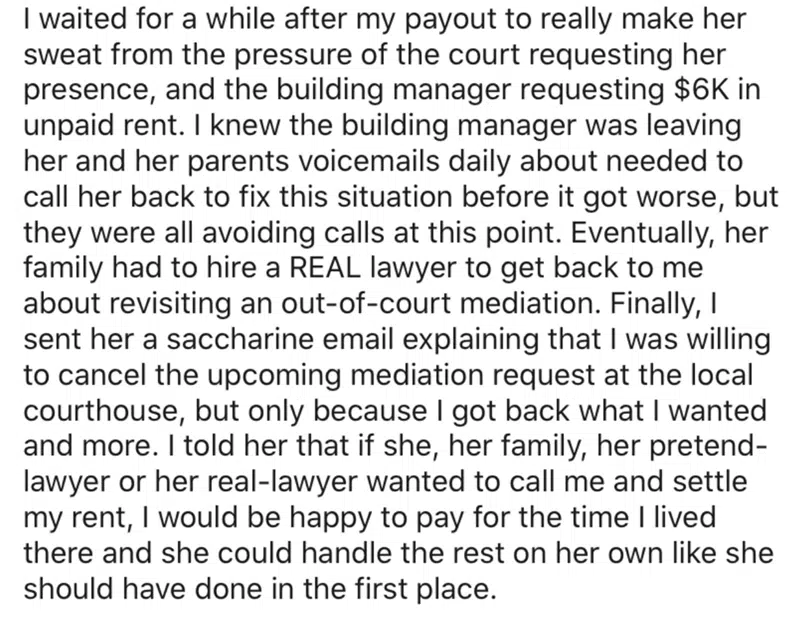 I waited for a while after my payout to really make her
sweat from the pressure of the court requesting her
presence, and the building manager requesting $6K in
unpaid rent. I knew the building manager was leaving
her and her parents voicemails daily about needed to
call her back to fix this situation before it got worse, but
they were all avoiding calls at this point. Eventually, her
family had to hire a REAL lawyer to get back to me
about revisiting an out-of-court mediation. Finally, I
sent her a saccharine email explaining that I was willing
to cancel the upcoming mediation request at the local
courthouse, but only because I got back what I wanted
and more. I told her that if she, her family, her pretend-
lawyer or her real-lawyer wanted to call me and settle
my rent, I would be happy to pay for the time I lived
there and she could handle the rest on her own like she
should have done in the first place.